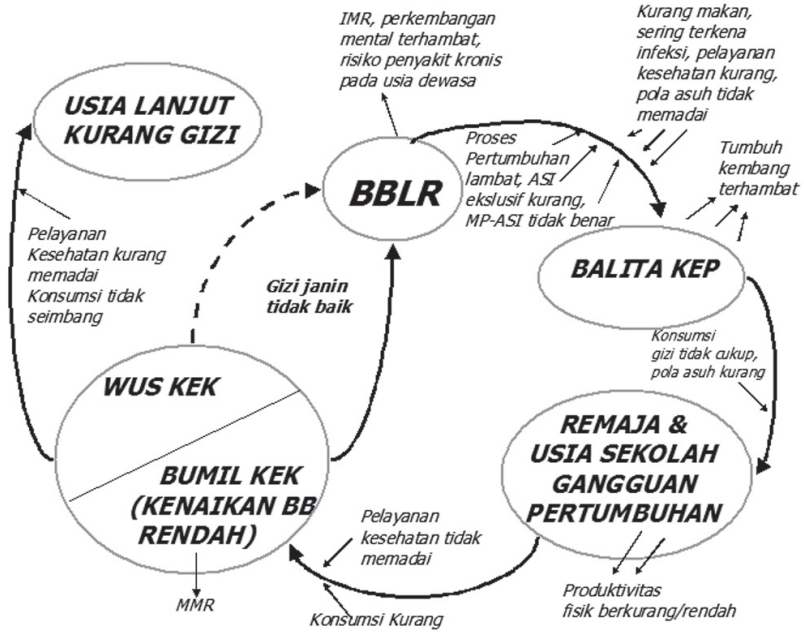 IMR, perkembangan
mental terhambat,
risiko penyakit kronis
pada usia dewasa
Kurang makan,
sering terkena
infeksi, pelayanan
kesehatan kurang,
pola asuh tidak
memadai
USIA LANJUT
KURANG GIZI
BBLR
Proses
Pertumbuhan
lambat, ASI
ekslusif kurang,
MP-ASI tidak benar
Tumbuh
kembang
terhambat
Pelayanan
Kesehatan kurang
memadai
Konsumsi tidak
seimbang
Gizi janin
tidak baik
BALITA KEP
Konsumsi
gizi tidak cukup,
pola asuh kurang
WUS KEK
BUMIL KEK
(KENAIKAN BB
RENDAH)
REMAJA &
USIA SEKOLAH
GANGGUAN
PERTUMBUHAN
Pelayanan
kesehatan tidak
memadai
MMR
Konsumsi Kurang
Produktivitas
fisik berkurang/rendah